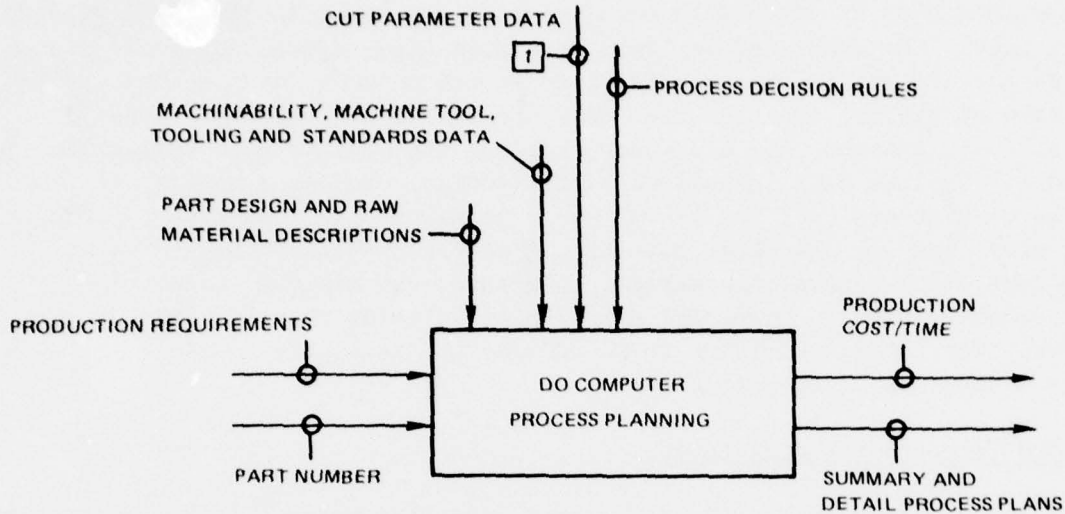 CUT PARAMETER DATA
1
PROCESS DECISION RULES
MACHINABILITY, MACHINE TOOL,
TOOLING AND STANDARDS DATA
PART DESIGN AND RAW
MATERIAL DESCRIPTIONS
PRODUCTION REQUIREMENTS
PART NUMBER
DO COMPUTER
PROCESS PLANNING
PRODUCTION
COST/TIME
SUMMARY AND
DETAIL PROCESS PLANS